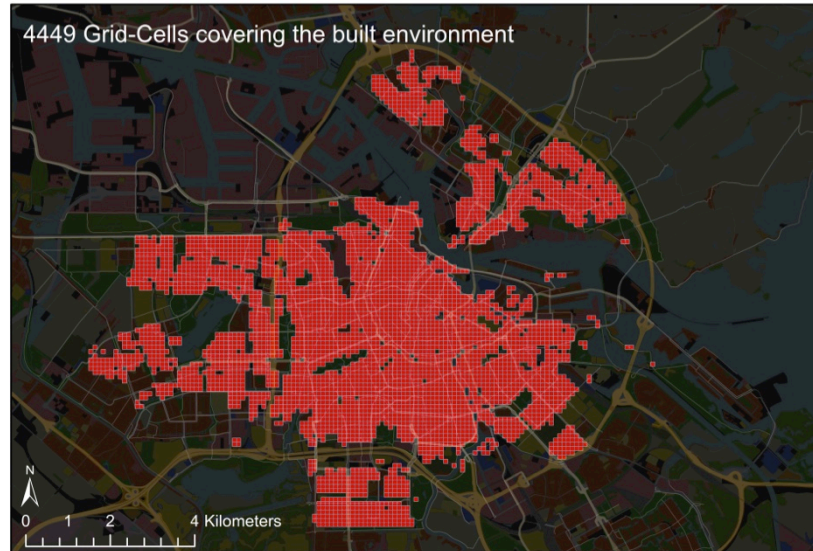 4449 Grid-Cells covering the built environment
N
0 1 2 4 Kilometers